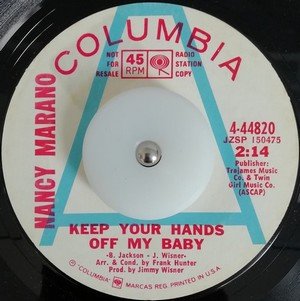 COLUMBIA
NANCY MARANO
NOT FOR RESALE
45 RPM
RADIO STATION COPY
A
4-44820
JZSP 150475
2:14
Publisher:
Trajames Music
Co. & Twin
Girl Music Co.
(ASCAP)
KEEP YOUR HANDS
OFF MY BABY
-B. Jackson - J. Wisner-
Arr. & Cond. by Frank Hunter
Prod. by Jimmy Wisner
® "COLUMBIA", MARCAS REG. PRINTED IN U.S.A.